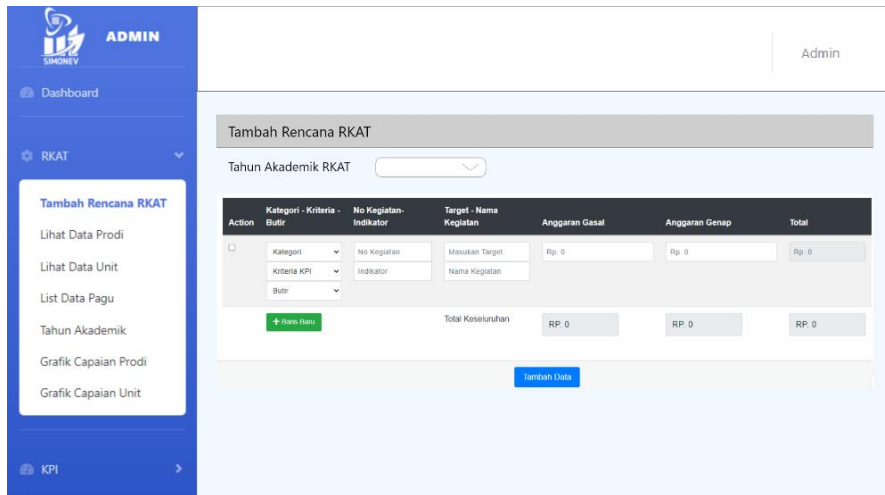 SIMONEV
ADMIN
Admin
Dashboard
RKAT
Tambah Rencana RKAT
Lihat Data Prodi
Lihat Data Unit
List Data Pagu
Tahun Akademik
Grafik Capaian Prodi
Grafik Capaian Unit
KPI
Tambah Rencana RKAT
Tahun Akademik RKAT
Action
Kategori - Kriteria -
Butir
No Kegiatan-
Indikator
Target - Nama
Kegiatan
Anggaran Gasal
Anggaran Genap
Total
Kategori
No Kegiatan
Masukan Target
Rp. 0
Rp. 0
Rp. 0
Kriteria KPI
Indikator
Nama Kegiatan
Butir
+ Baris Baru
Total Keseluruhan
RP. 0
RP. 0
RP. 0
Tambah Data